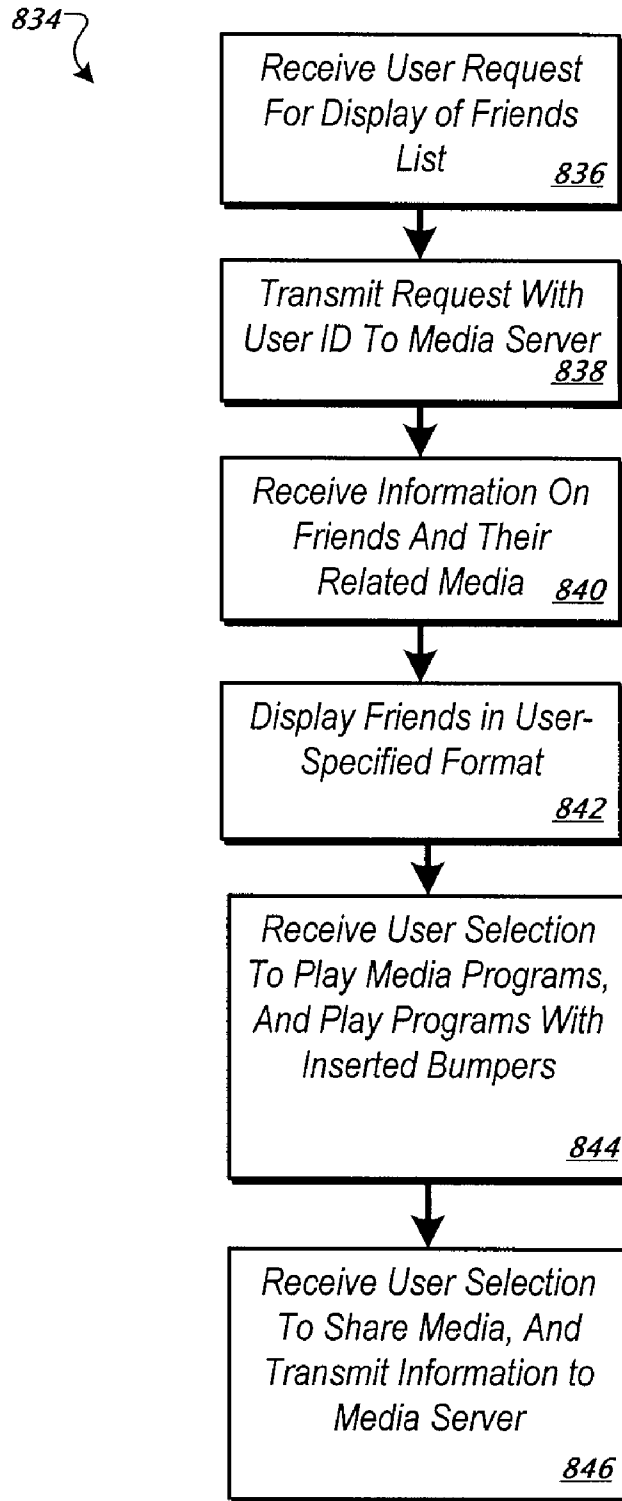 834
Receive User Request
For Display of Friends
List
836
Transmit Request With
User ID To Media Server
838
Receive Information On
Friends And Their
Related Media
840
Display Friends in User-
Specified Format
842
Receive User Selection
To Play Media Programs,
And Play Programs With
Inserted Bumpers
844
Receive User Selection
To Share Media, And
Transmit Information to
Media Server
846